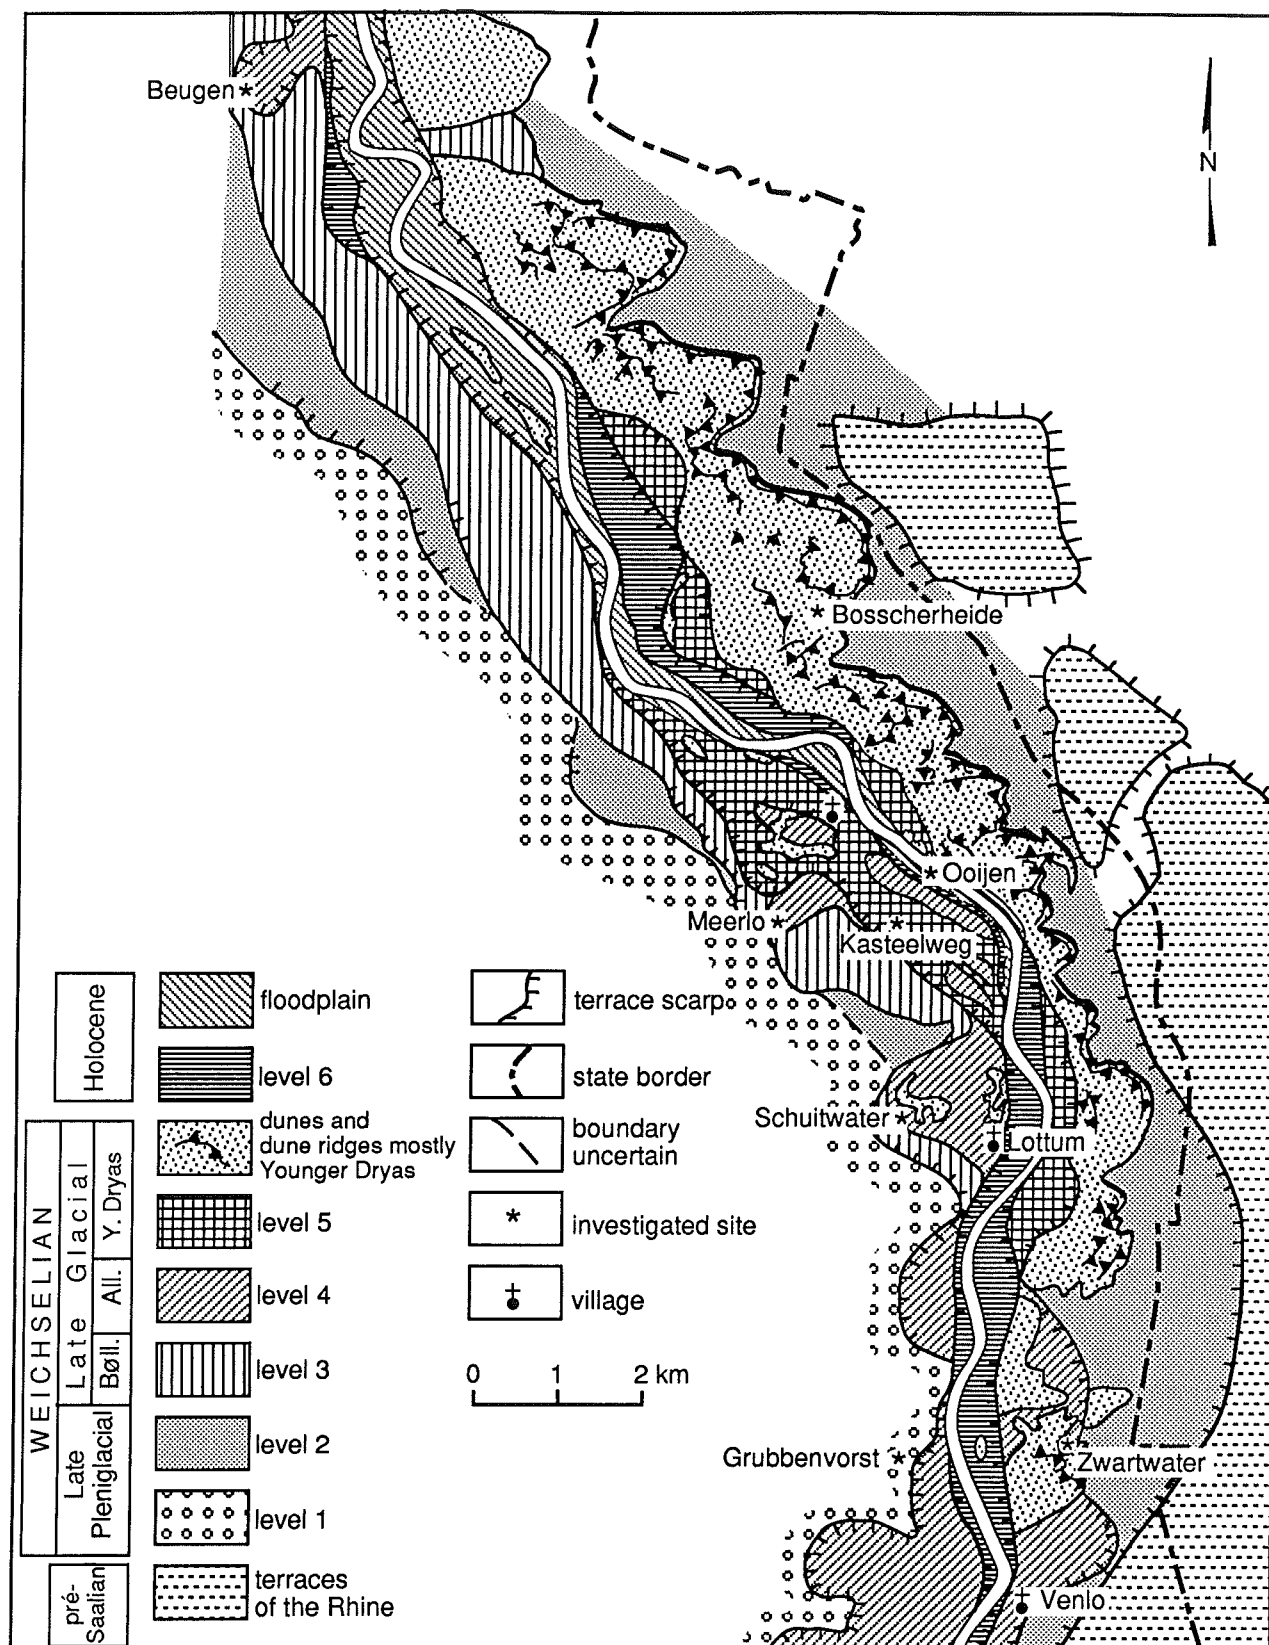 Beugen
N
Bosscherheide
Ooijen
Meerlo
Kasteelweg
Schuitwater
Lottum
Grubbenvorst
Zwartwater
Venlo
Holocene
WEICHSELIAN
Late Glacial
Y. Dryas
All.
Bøll.
Late
Pleniglacial
pré-
Saalian
floodplain
level 6
dunes and
dune ridges mostly
Younger Dryas
level 5
level 4
level 3
level 2
level 1
terraces
of the Rhine
terrace scarp
state border
boundary
uncertain
investigated site
village
0 1 2 km